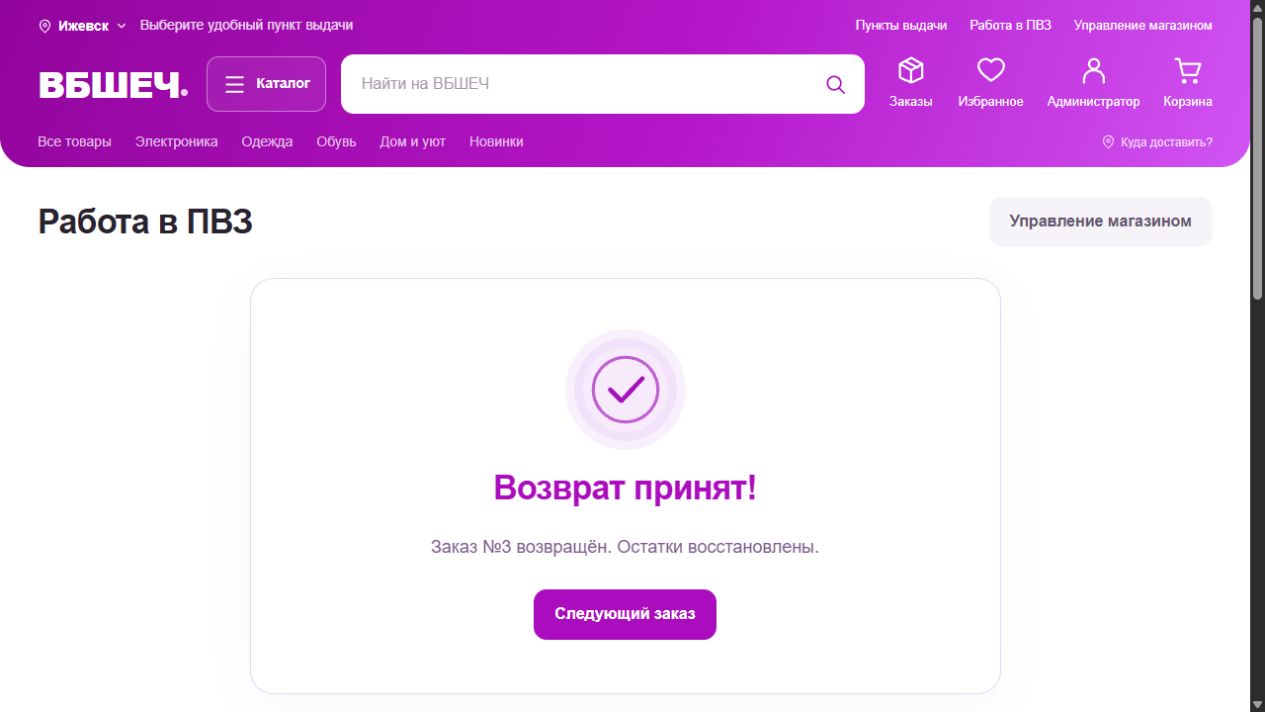 Ижевск Выберите удобный пункт выдачи Пункты выдачи Работа в ПВЗ Управление магазином
ВБШЕЧ. Каталог Найти на ВБШЕЧ Заказы Избранное Администратор Корзина
Все товары Электроника Одежда Обувь Дом и уют Новинки Куда доставить?
Работа в ПВЗ Управление магазином
Возврат принят!
Заказ №3 возвращён. Остатки восстановлены.
Следующий заказ